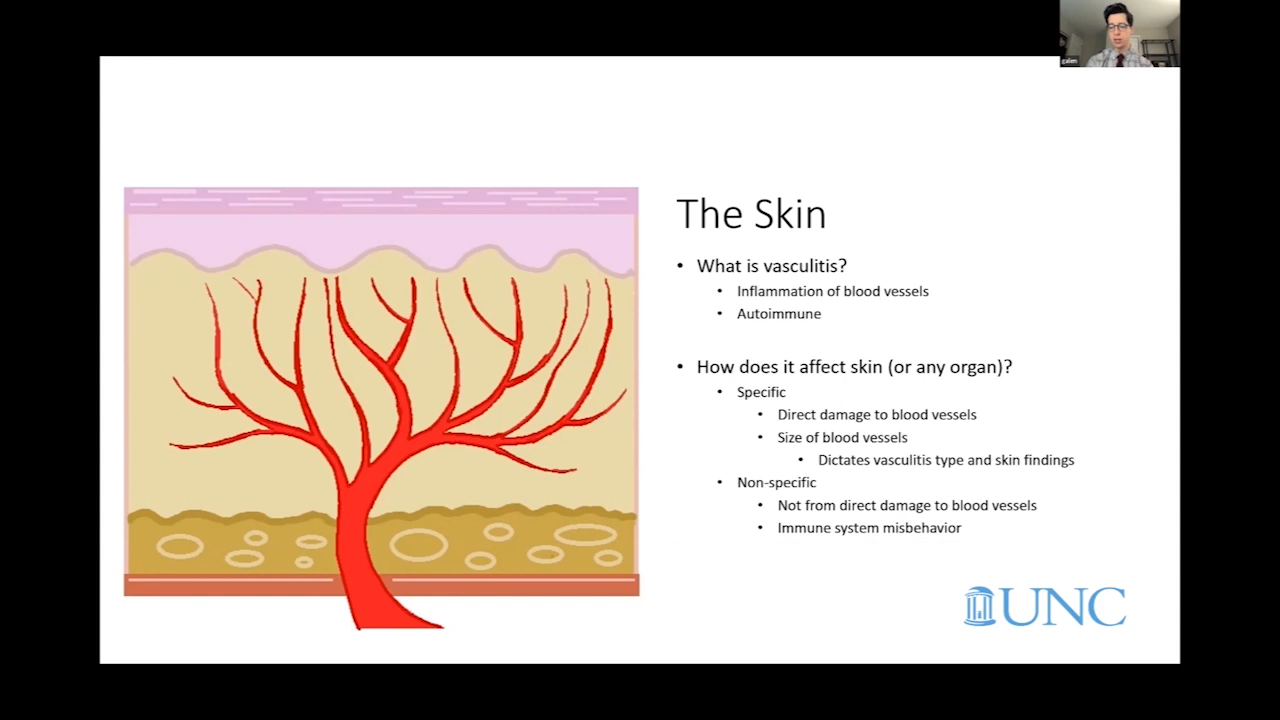 galen
The Skin
• What is vasculitis?
• Inflammation of blood vessels
• Autoimmune
• How does it affect skin (or any organ)?
• Specific
• Direct damage to blood vessels
• Size of blood vessels
• Dictates vasculitis type and skin findings
• Non-specific
• Not from direct damage to blood vessels
• Immune system misbehavior
UNC